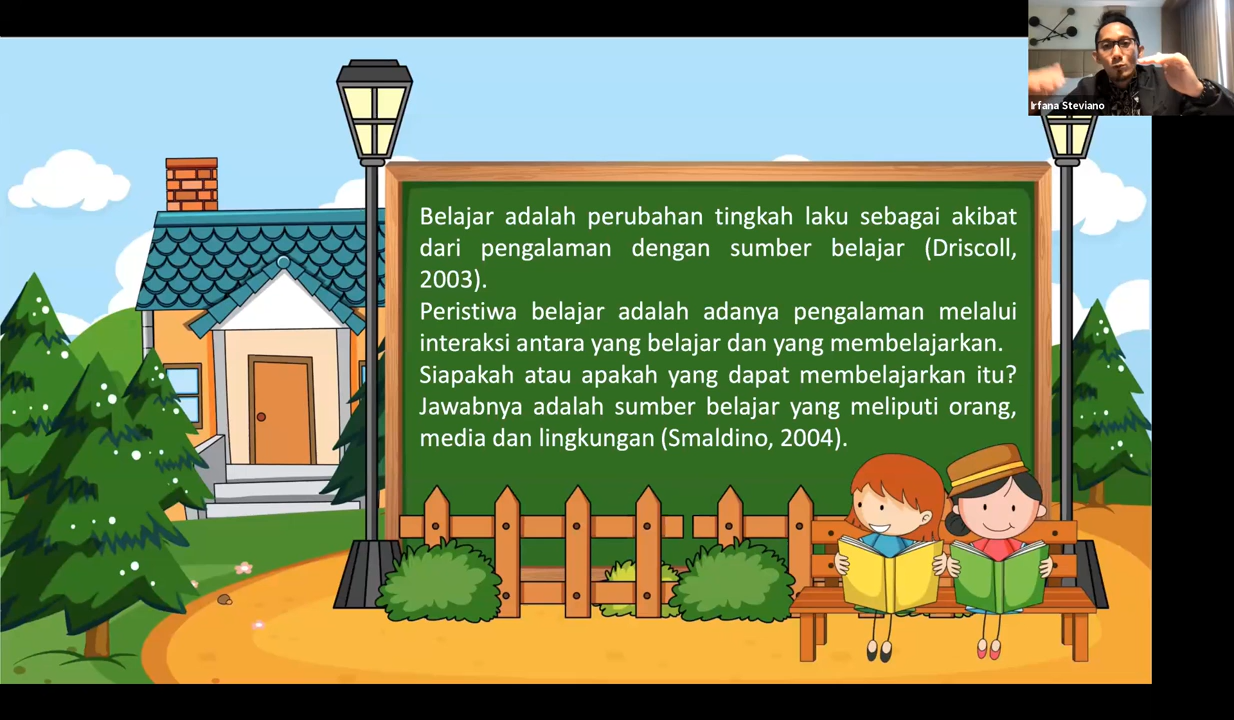 Irfana Steviano
Belajar adalah perubahan tingkah laku sebagai akibat
dari pengalaman dengan sumber belajar (Driscoll,
2003).
Peristiwa belajar adalah adanya pengalaman melalui
interaksi antara yang belajar dan yang membelajarkan.
Siapakah atau apakah yang dapat membelajarkan itu?
Jawabnya adalah sumber belajar yang meliputi orang,
media dan lingkungan (Smaldino, 2004).